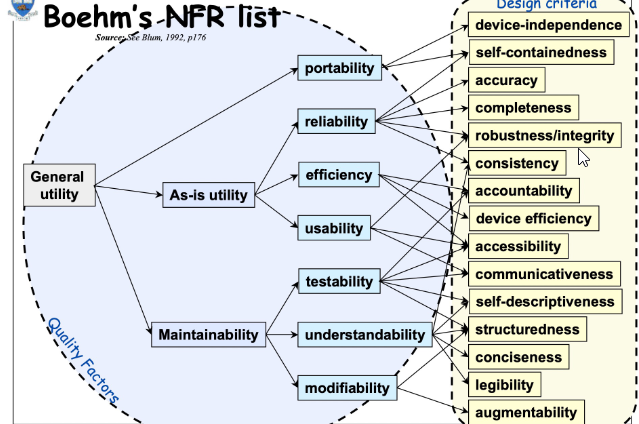 Boehm's NFR list
Source: See Blum, 1992, p176
Design criteria
General
utility
As-is utility
Maintainability
portability
reliability
efficiency
usability
testability
understandability
modifiability
device-independence
self-containedness
accuracy
completeness
robustness/integrity
consistency
accountability
device efficiency
accessibility
communicativeness
self-descriptiveness
structuredness
conciseness
legibility
augmentability
Quality Factors